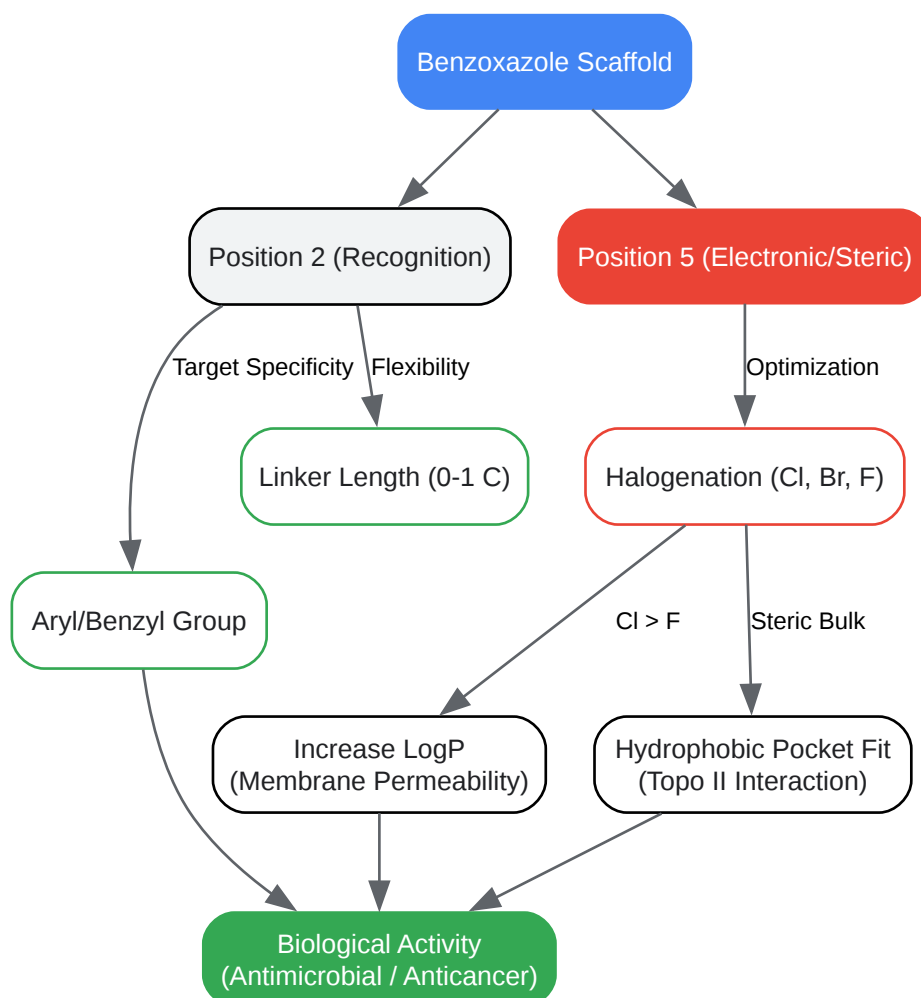 Benzoxazole Scaffold
Position 2 (Recognition)
Position 5 (Electronic/Steric)
Target Specificity
Flexibility
Optimization
Linker Length (0-1 C)
Halogenation (Cl, Br, F)
Aryl/Benzyl Group
Cl > F
Steric Bulk
Increase LogP
(Membrane Permeability)
Hydrophobic Pocket Fit
(Topo II Interaction)
Biological Activity
(Antimicrobial / Anticancer)